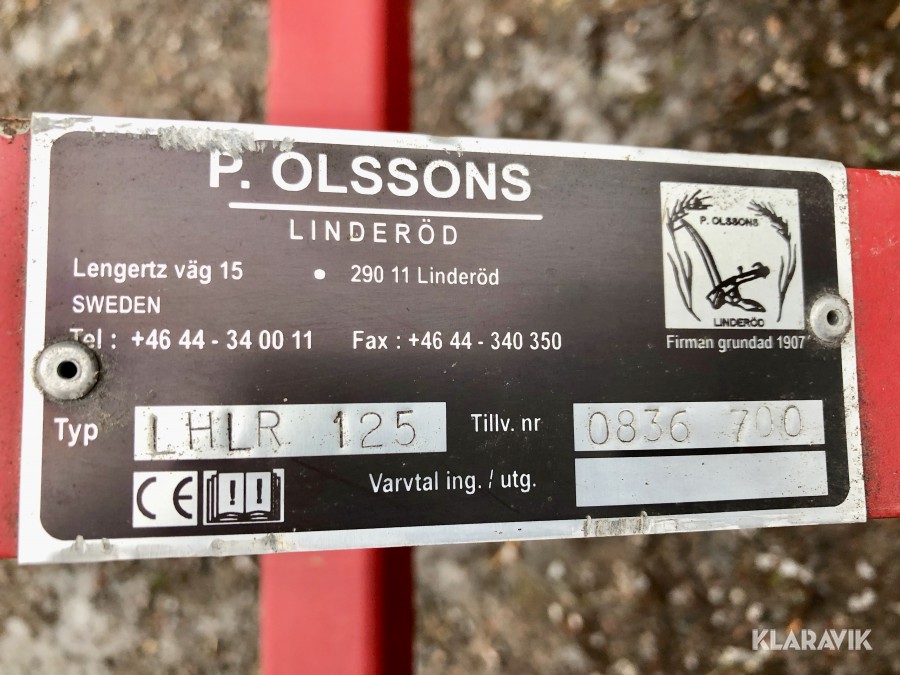 P. OLSSONS
LINDERÖD
Lengertz väg 15 • 290 11 Linderöd
SWEDEN
Tel : +46 44 - 34 00 11 Fax : +46 44 - 340 350
P. OLSSONS
LINDERÖD
Firman grundad 1907
Typ LHLR 125 Tillv. nr 0836 700
CE
Varvtal ing. / utg.
KLARAVIK